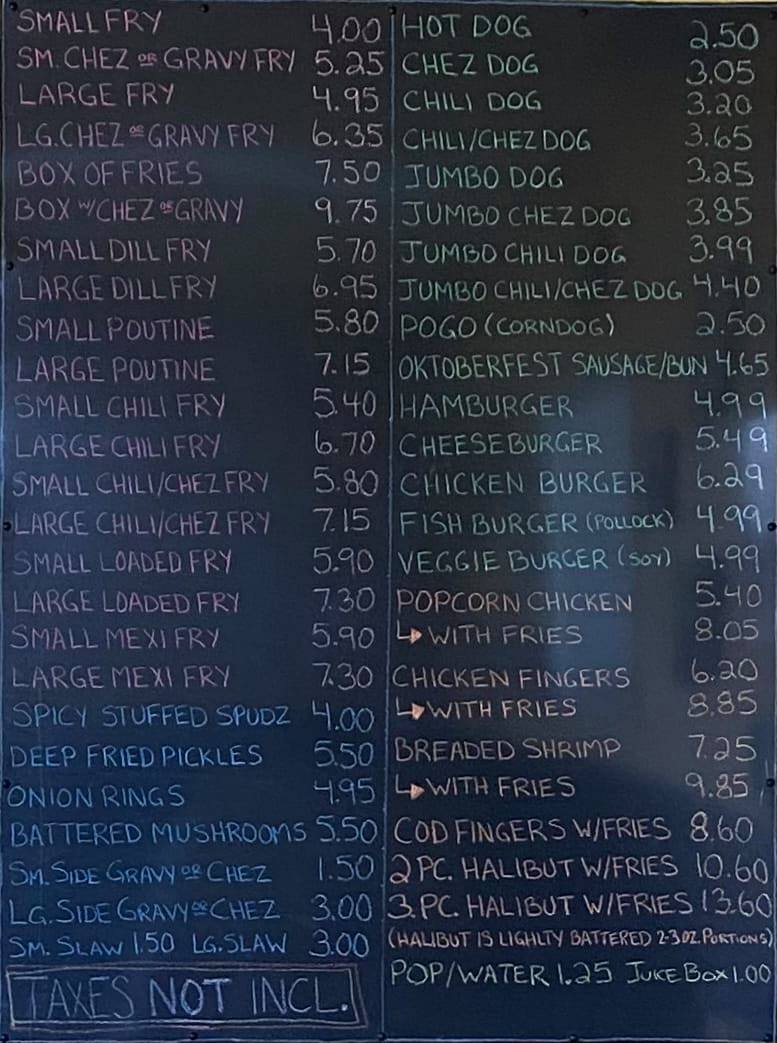 SMALL FRY 4.00
SM. CHEZ OR GRAVY FRY 5.25
LARGE FRY 4.95
LG. CHEZ OR GRAVY FRY 6.35
BOX OF FRIES 7.50
BOX W/CHEZ OR GRAVY 9.75
SMALL DILL FRY 5.70
LARGE DILL FRY 6.95
SMALL POUTINE 5.80
LARGE POUTINE 7.15
SMALL CHILI FRY 5.40
LARGE CHILI FRY 6.70
SMALL CHILI/CHEZ FRY 5.80
LARGE CHILI/CHEZ FRY 7.15
SMALL LOADED FRY 5.90
LARGE LOADED FRY 7.30
SMALL MEXI FRY 5.90
LARGE MEXI FRY 7.30
SPICY STUFFED SPUDZ 4.00
DEEP FRIED PICKLES 5.50
ONION RINGS 4.95
BATTERED MUSHROOMS 5.50
SM. SIDE GRAVY OR CHEZ 1.50
LG. SIDE GRAVY OR CHEZ 3.00
SM. SLAW 1.50 LG. SLAW 3.00
TAXES NOT INCL.
HOT DOG 2.50
CHEZ DOG 3.05
CHILI DOG 3.20
CHILI/CHEZ DOG 3.65
JUMBO DOG 3.25
JUMBO CHEZ DOG 3.85
JUMBO CHILI DOG 3.99
JUMBO CHILI/CHEZ DOG 4.40
POGO (CORNDOG) 2.50
OKTOBERFEST SAUSAGE/BUN 4.65
HAMBURGER 4.99
CHEESEBURGER 5.49
CHICKEN BURGER 6.29
FISH BURGER (POLLOCK) 4.99
VEGGIE BURGER (SOY) 4.99
POPCORN CHICKEN 5.40
↳ WITH FRIES 8.05
CHICKEN FINGERS 6.20
↳ WITH FRIES 8.85
BREADED SHRIMP 7.25
↳ WITH FRIES 9.85
COD FINGERS W/FRIES 8.60
2 PC. HALIBUT W/FRIES 10.60
3. PC. HALIBUT W/FRIES 13.60
(HALIBUT IS LIGHLTY BATTERED 2-3 OZ. PORTIONS)
POP/WATER 1.25 JUICE BOX 1.00